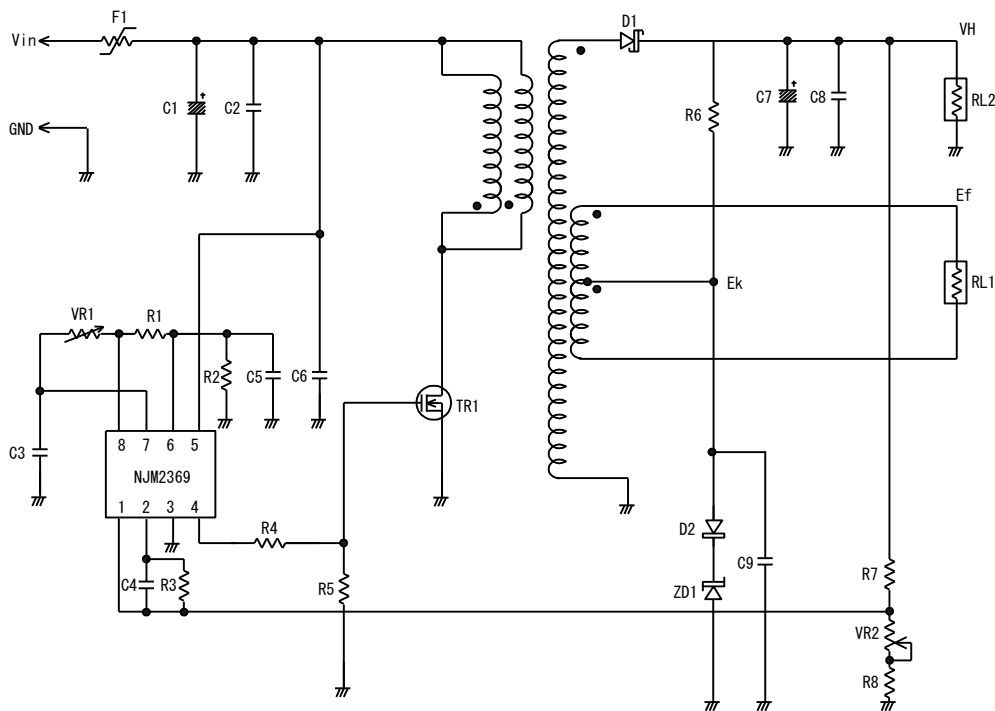 F1
D1
Vin
VH
C1
C2
R6
C7
C8
RL2
GND
Ef
Ek
RL1
VR1
R1
R2
C5
C6
TR1
C3
8 7 6 5
NJM2369
1 2 3 4
R4
D2
C4
R3
R5
ZD1
C9
R7
VR2
R8